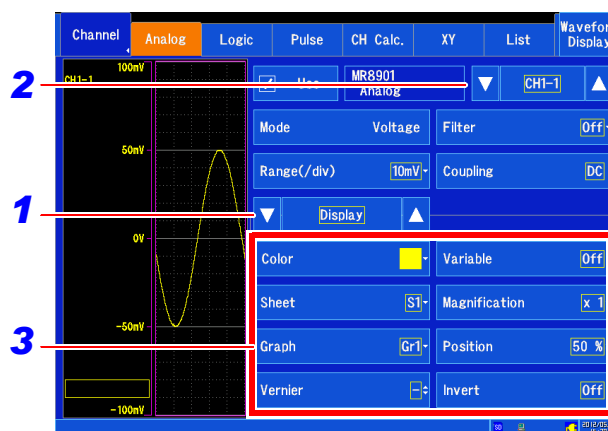 Channel Analog Logic Pulse CH Calc. XY List Waveform Display
2
100mV
CH1-1
Use
MR8901
Analog
CH1-1
Mode Voltage Filter Off
50mV
Range(/div) 10mV Coupling DC
1
Display
0V
Color Variable Off
Sheet S1 Magnification x 1
-50mV
3
Graph Gr1 Position 50 %
Vernier - Invert Off
-100mV
SD